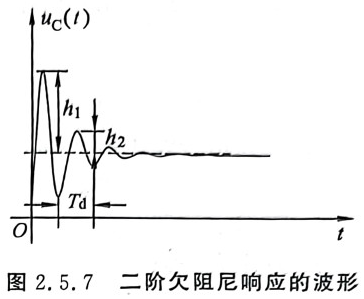 u_C(t)
h_1
h_2
T_d
O
t
图 2.5.7 二阶欠阻尼响应的波形